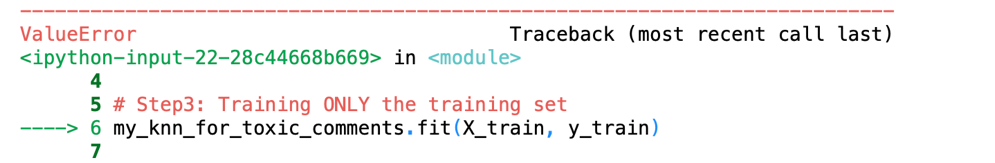 ---------------------------------------------------------------------------
ValueError                                Traceback (most recent call last)
<ipython-input-22-28c44668b669> in <module>
      4
      5 # Step3: Training ONLY the training set
----> 6 my_knn_for_toxic_comments.fit(X_train, y_train)
      7